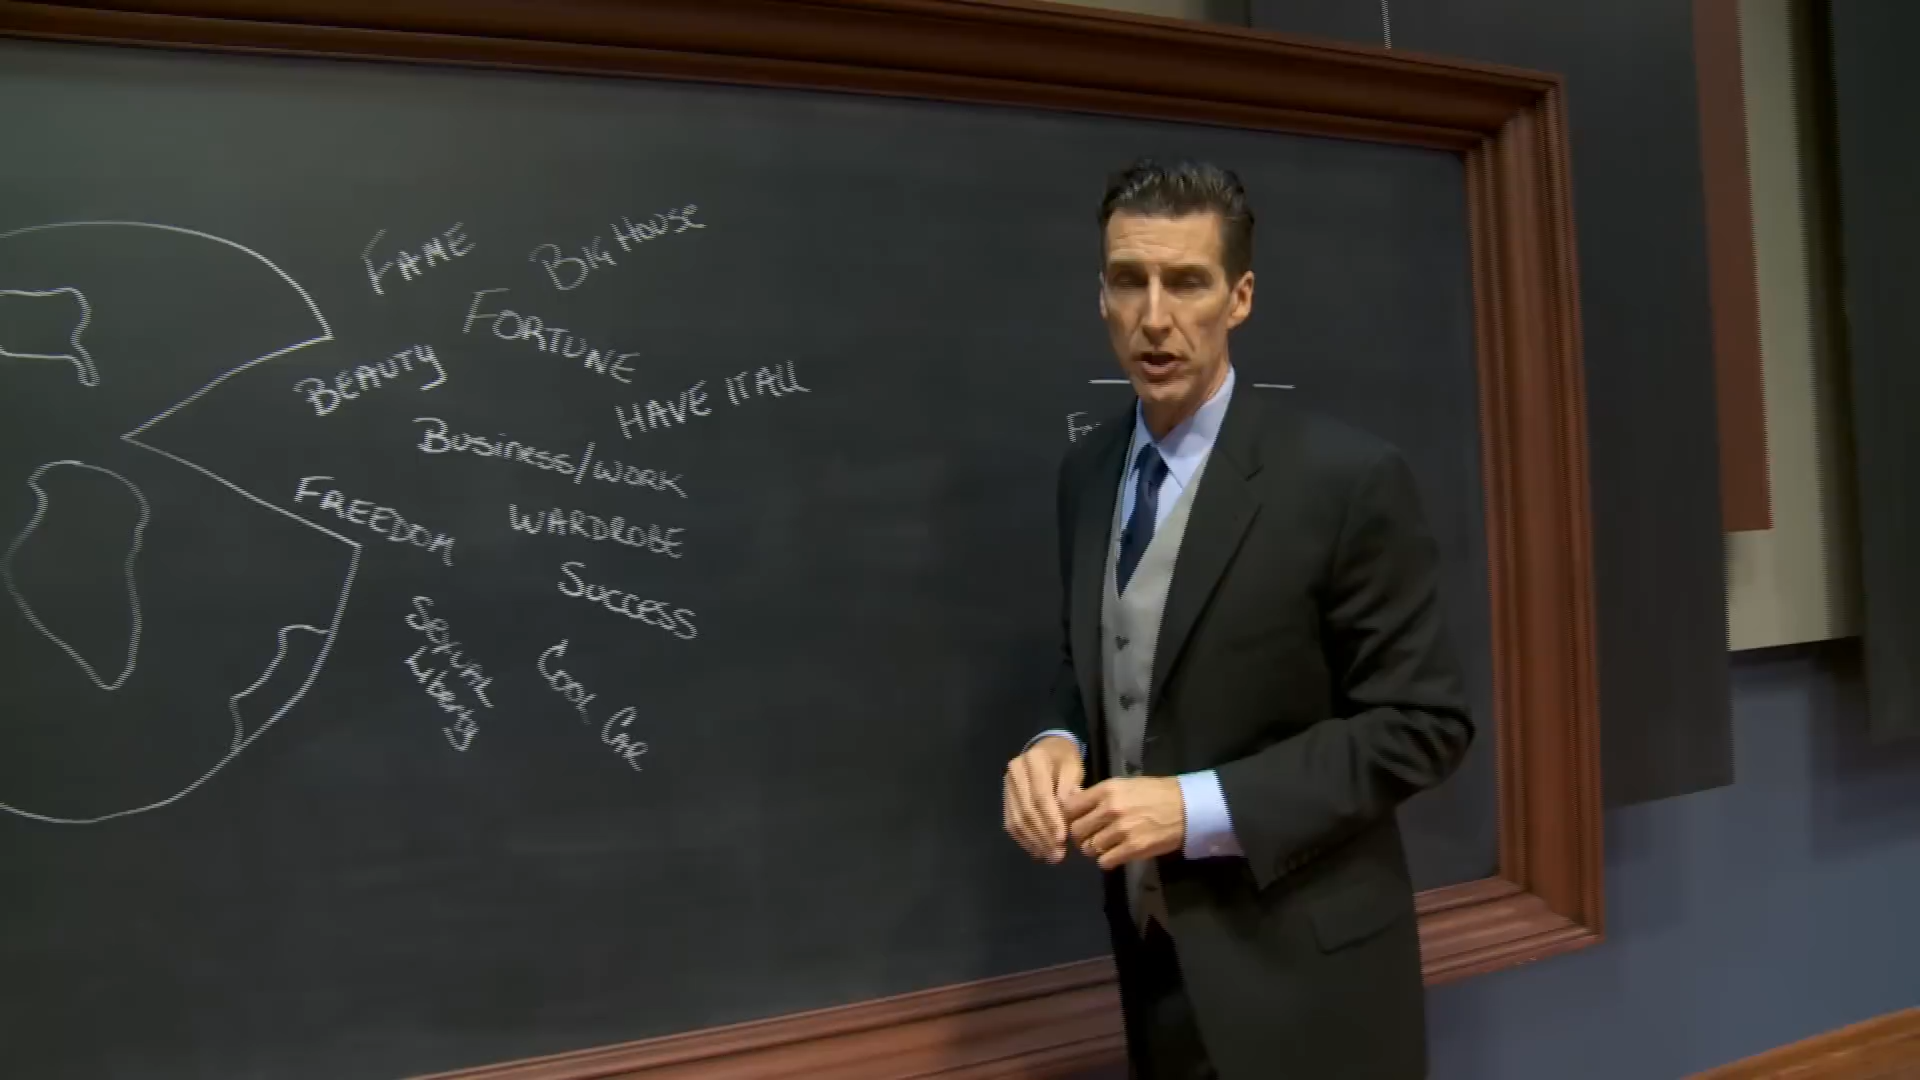 FAME
BIG HOUSE
FORTUNE
BEAUTY
HAVE IT ALL
BUSINESS/WORK
FREEDOM
WARDROBE
SUCCESS
SEXUAL
LIBERTY
COOL CAR